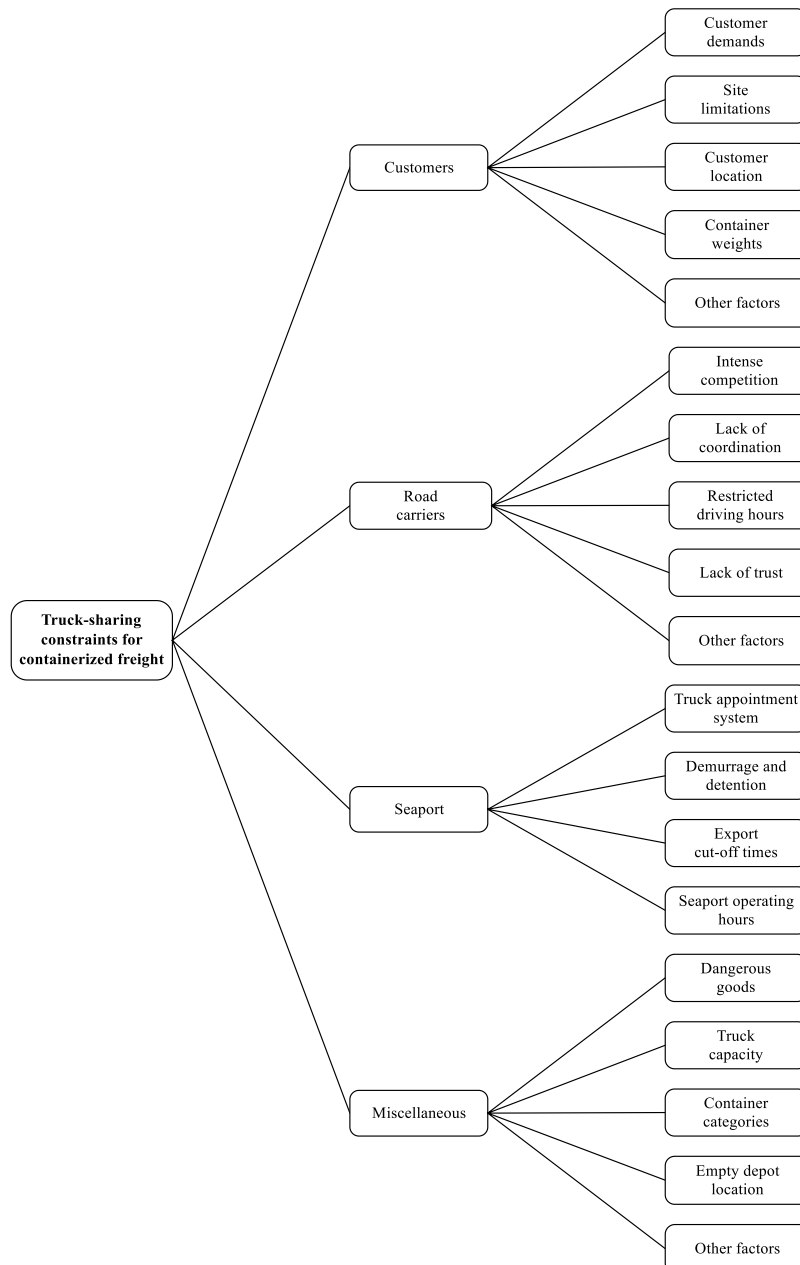 Truck-sharing
constraints for
containerized freight
Customers
Customer
demands
Site
limitations
Customer
location
Container
weights
Other factors
Road
carriers
Intense
competition
Lack of
coordination
Restricted
driving hours
Lack of trust
Other factors
Seaport
Truck appointment
system
Demurrage and
detention
Export
cut-off times
Seaport operating
hours
Miscellaneous
Dangerous
goods
Truck
capacity
Container
categories
Empty depot
location
Other factors